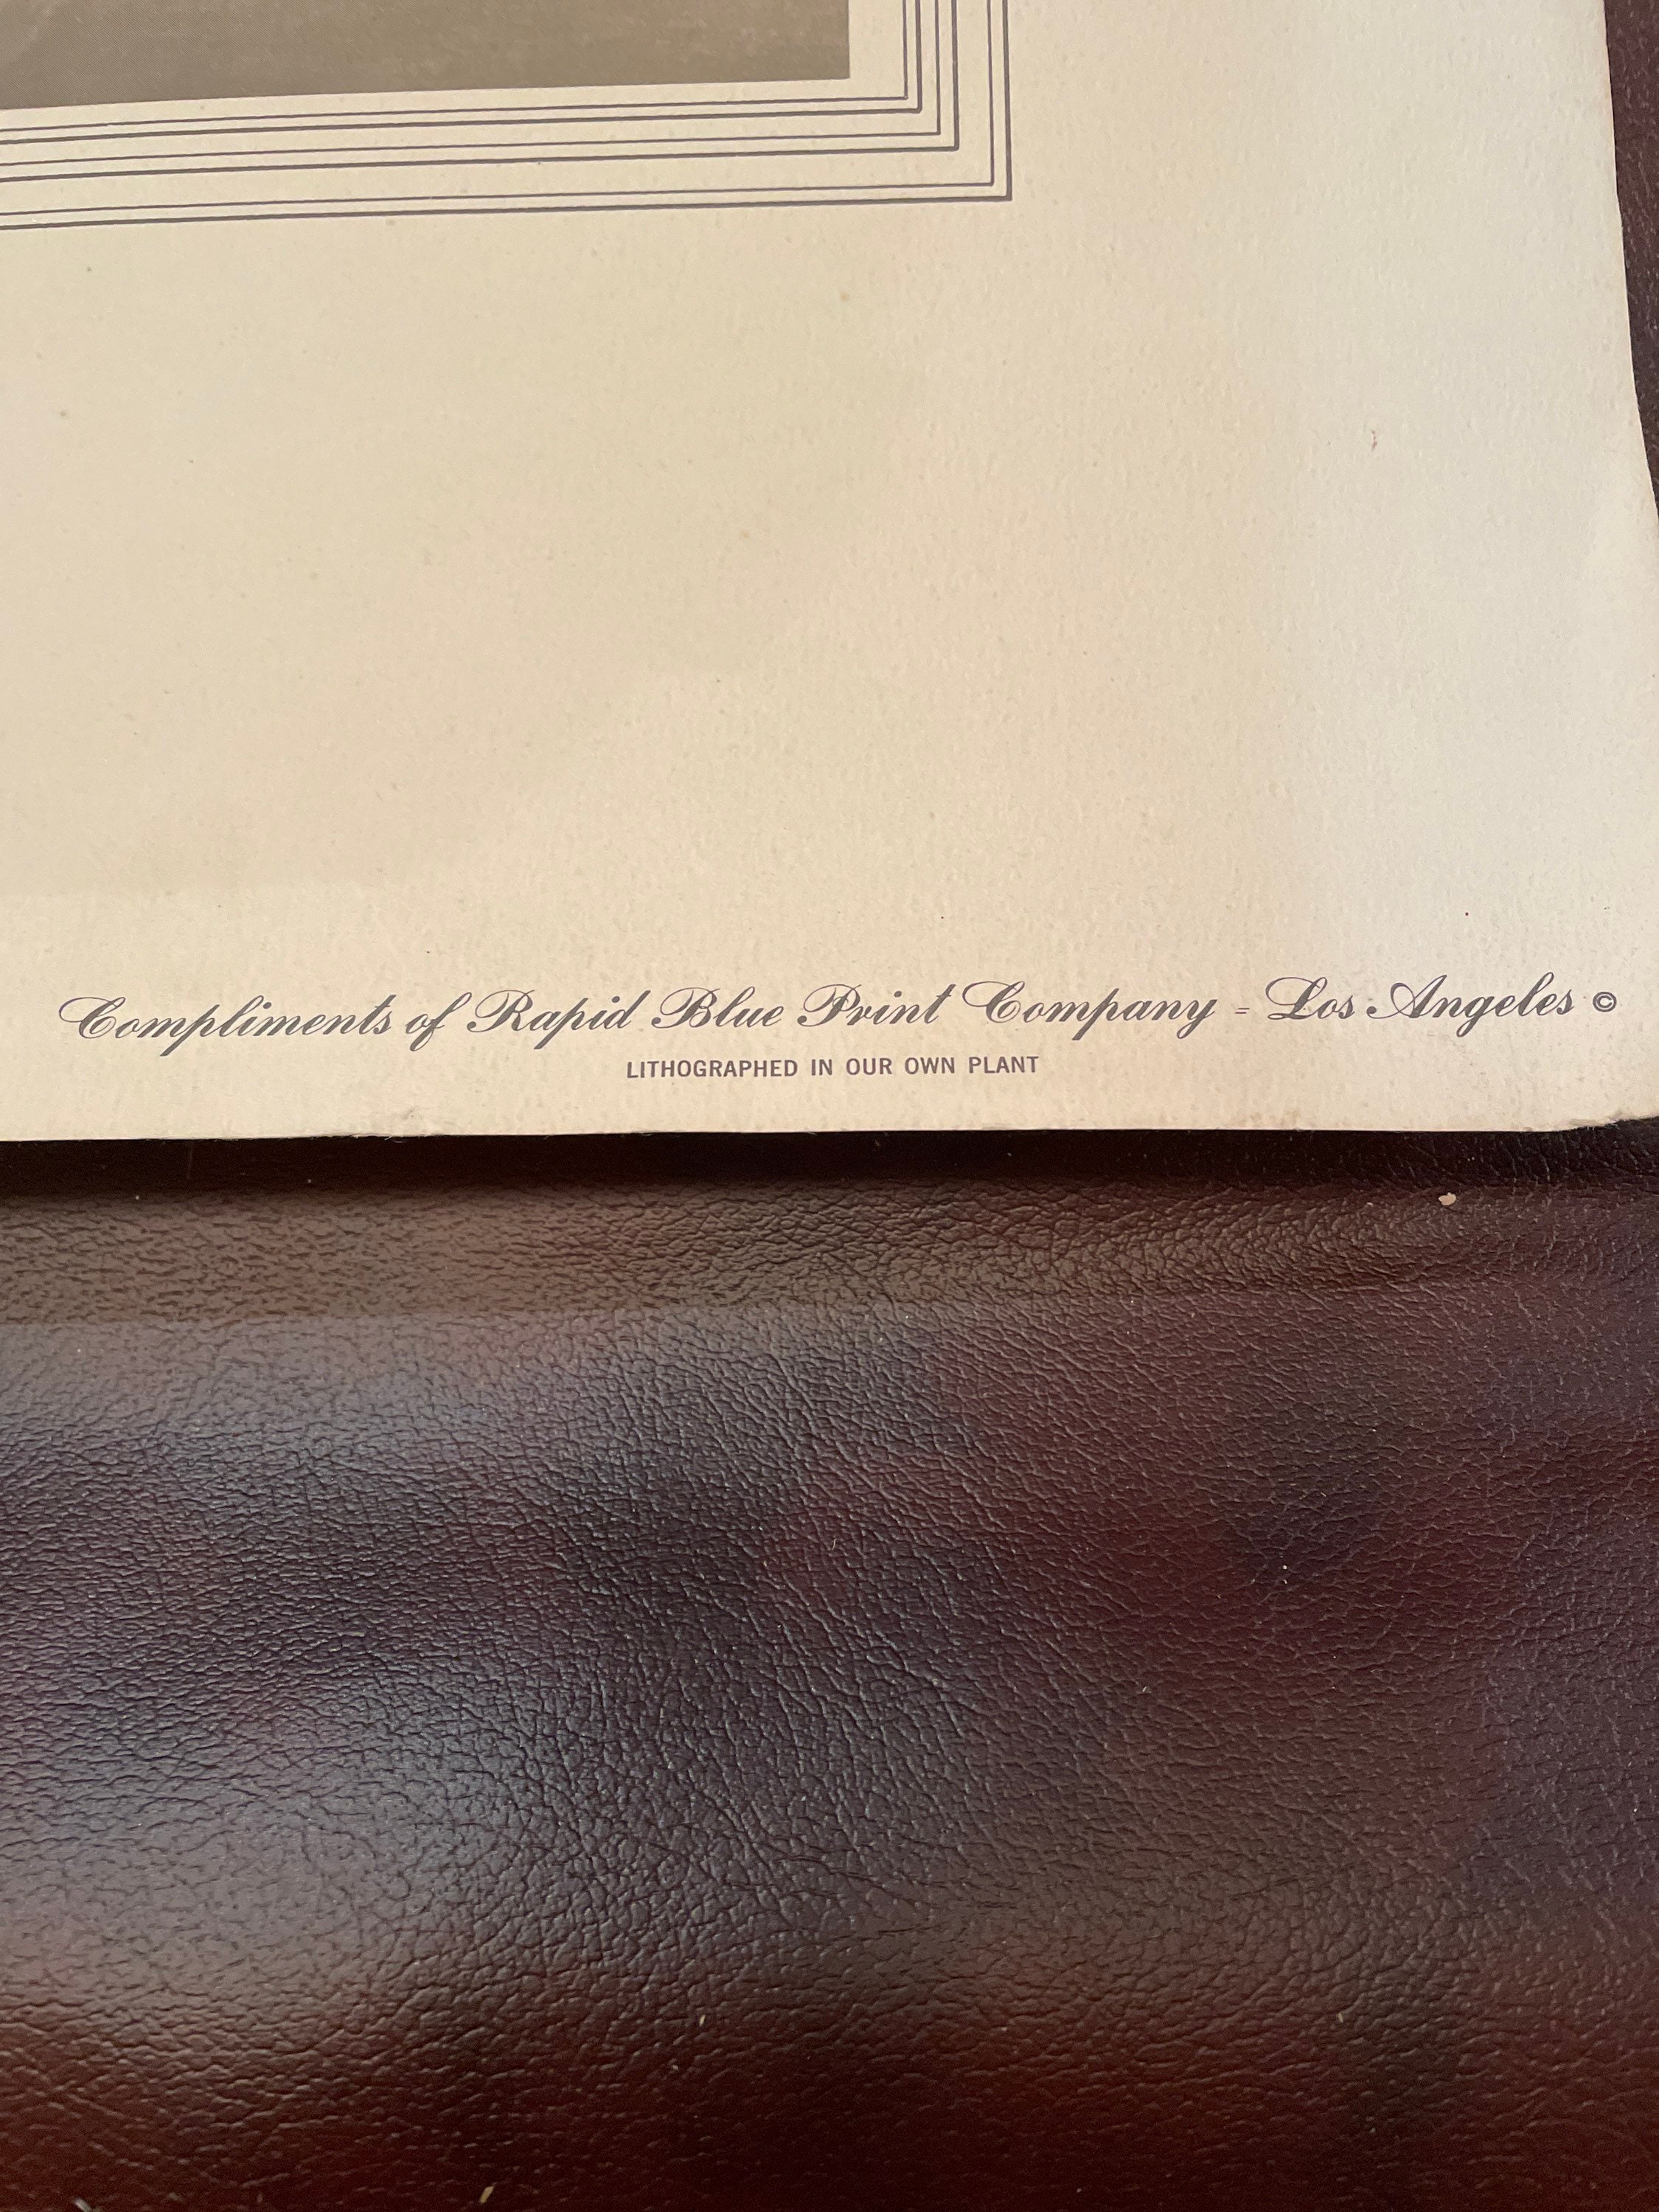 Compliments of Rapid Blue Print Company = Los Angeles ©
LITHOGRAPHED IN OUR OWN PLANT